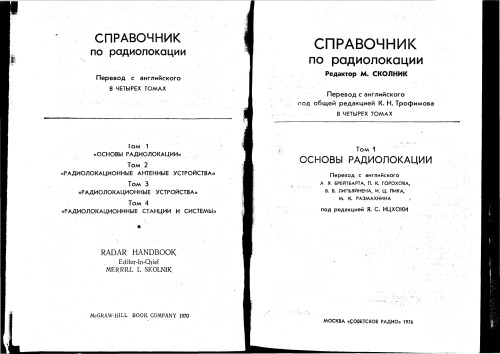 СПРАВОЧНИК
по радиолокации
Перевод с английского
В ЧЕТЫРЕХ ТОМАХ
Том 1
«ОСНОВЫ РАДИОЛОКАЦИИ»
Том 2
«РАДИОЛОКАЦИОННЫЕ АНТЕННЫЕ УСТРОЙСТВА»
Том 3
«РАДИОЛОКАЦИОННЫЕ УСТРОЙСТВА»
Том 4
«РАДИОЛОКАЦИОНННЫЕ СТАНЦИИ И СИСТЕМЫ»
RADAR HANDBOOK
Editor-In-Chief
MERRILL I. SKOLNIK
McGRAW-HILL BOOK COMPANY 1970
СПРАВОЧНИК
по радиолокации
Редактор М. СКОЛНИК
Перевод с английского
под общей редакцией К. Н. Трофимова
В ЧЕТЫРЕХ ТОМАХ
Том 1
ОСНОВЫ РАДИОЛОКАЦИИ
Перевод с английского
А. Я. БРЕЙТБАРТА, П. К. ГОРОХОВА,
В. В. ЛИПЬЯЙНЕНА, И. Ц. ПИКА,
М. К. РАЗМАХНИНА
под редакцией Я. С. ИЦХОКИ
МОСКВА «СОВЕТСКОЕ РАДИО» 1976